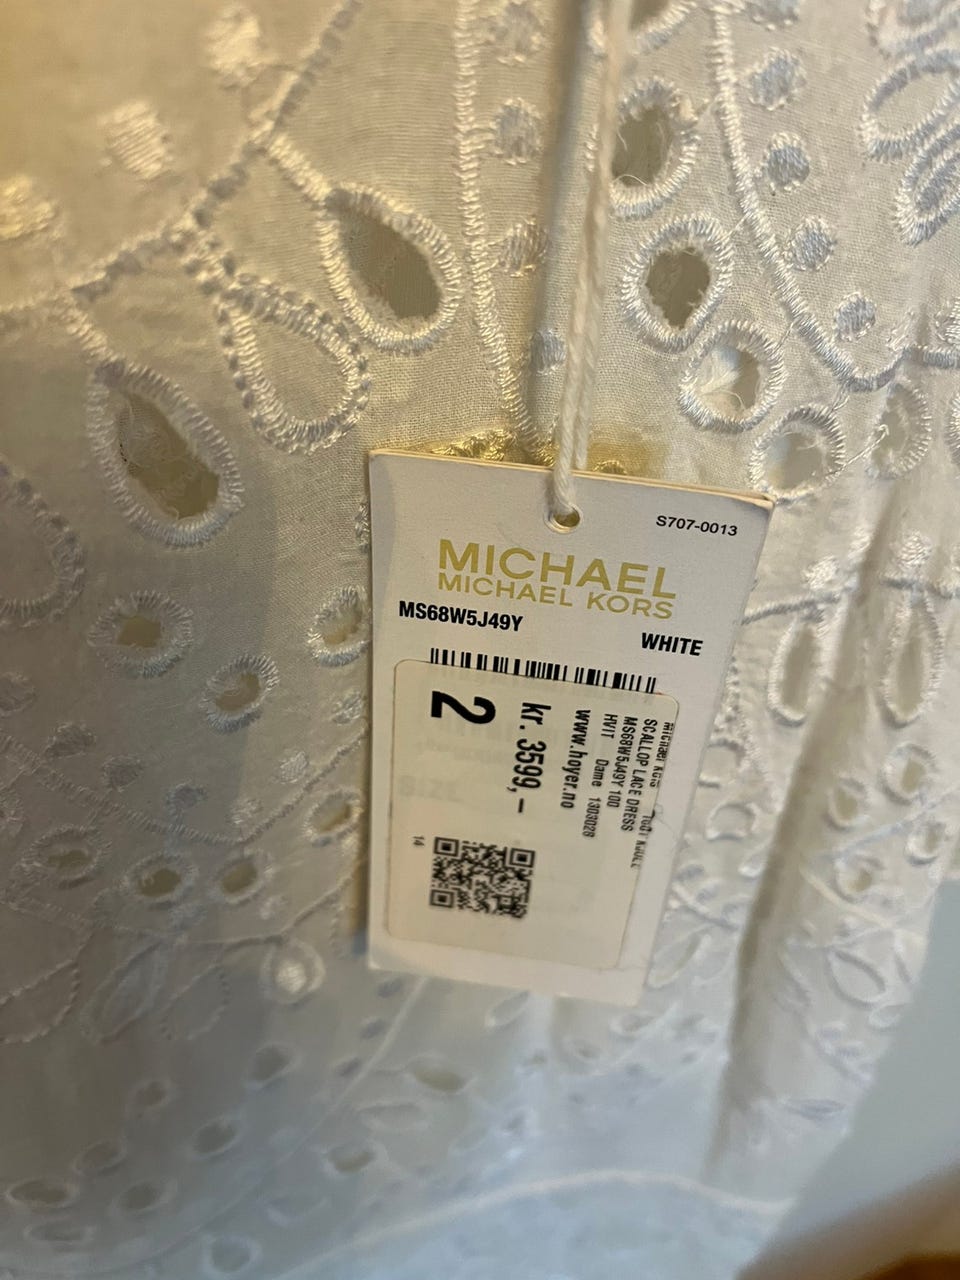 S707-0013
MICHAEL
MICHAEL KORS
MS68W5J49Y
WHITE
SCALLOP LACE DRESS
MS68W5J49Y 100
HVIT Dame 1303028
www.hoyer.no
kr. 3599,-
2
14